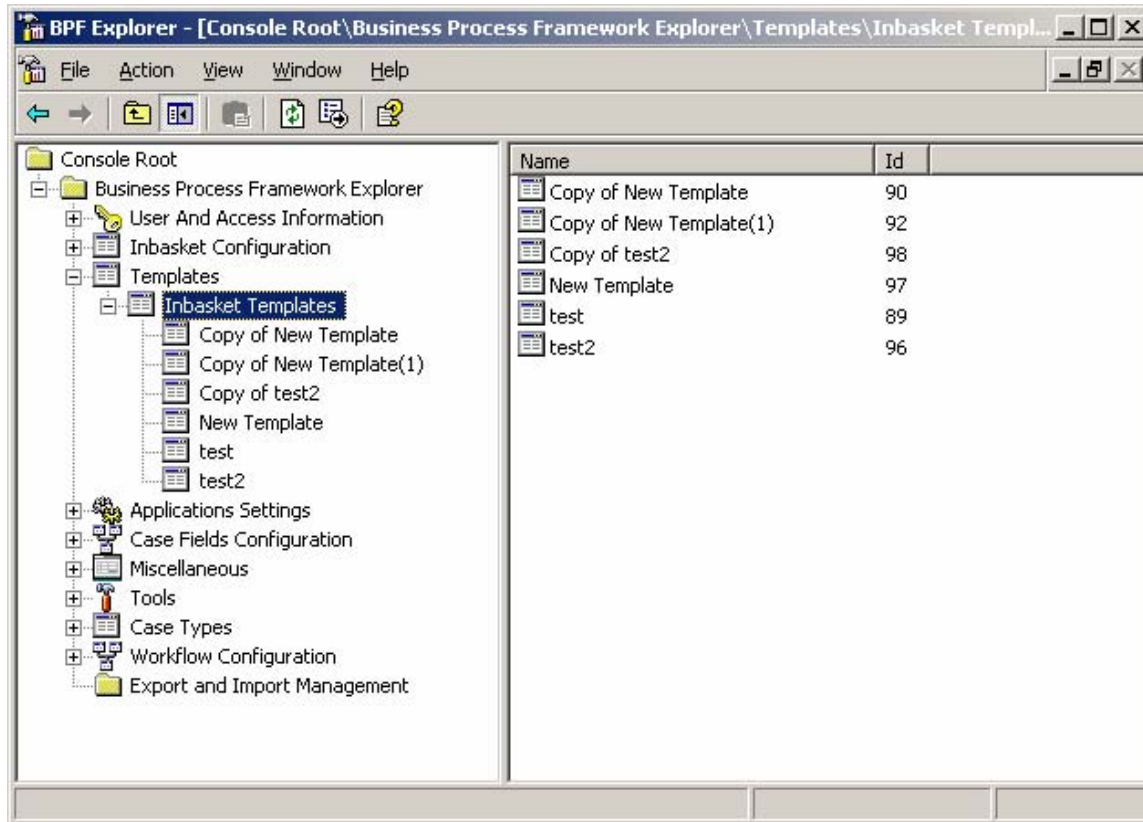 BPF Explorer - [Console Root\Business Process Framework Explorer\Templates\Inbasket Templ...
File Action View Window Help
Console Root
Business Process Framework Explorer
User And Access Information
Inbasket Configuration
Templates
Inbasket Templates
Copy of New Template
Copy of New Template(1)
Copy of test2
New Template
test
test2
Applications Settings
Case Fields Configuration
Miscellaneous
Tools
Case Types
Workflow Configuration
Export and Import Management
Name Id
Copy of New Template 90
Copy of New Template(1) 92
Copy of test2 98
New Template 97
test 89
test2 96